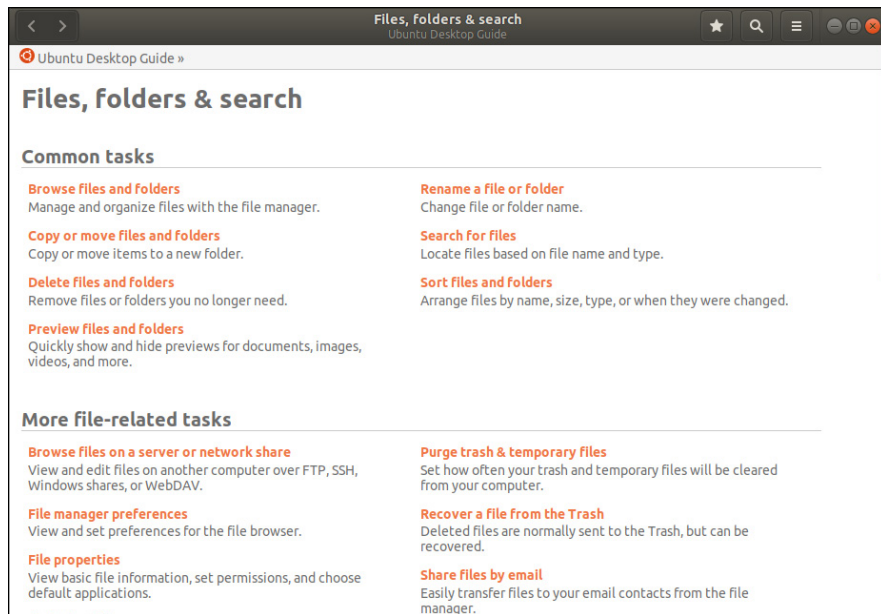 Files, folders & search
Ubuntu Desktop Guide
Ubuntu Desktop Guide »
Files, folders & search
Common tasks
Browse files and folders
Manage and organize files with the file manager.
Copy or move files and folders
Copy or move items to a new folder.
Delete files and folders
Remove files or folders you no longer need.
Preview files and folders
Quickly show and hide previews for documents, images,
videos, and more.
Rename a file or folder
Change file or folder name.
Search for files
Locate files based on file name and type.
Sort files and folders
Arrange files by name, size, type, or when they were changed.
More file-related tasks
Browse files on a server or network share
View and edit files on another computer over FTP, SSH,
Windows shares, or WebDAV.
File manager preferences
View and set preferences for the file browser.
File properties
View basic file information, set permissions, and choose
default applications.
Purge trash & temporary files
Set how often your trash and temporary files will be cleared
from your computer.
Recover a file from the Trash
Deleted files are normally sent to the Trash, but can be
recovered.
Share files by email
Easily transfer files to your email contacts from the file
manager.